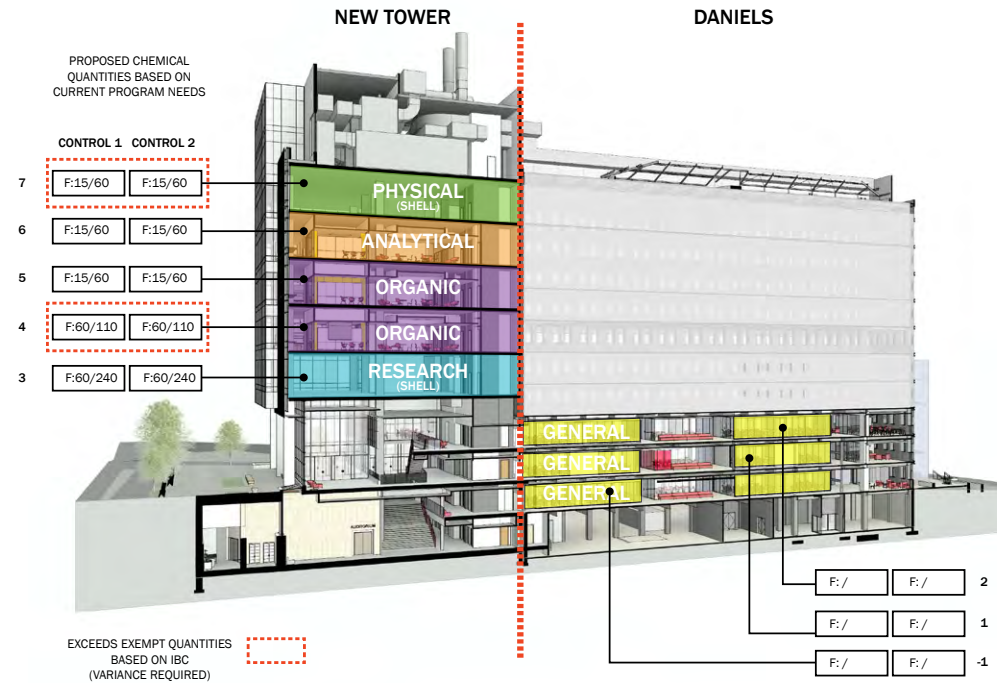 NEW TOWER
DANIELS
PROPOSED CHEMICAL
QUANTITIES BASED ON
CURRENT PROGRAM NEEDS
CONTROL 1 CONTROL 2
7 F:15/60 F:15/60
PHYSICAL
(SHELL)
6 F:15/60 F:15/60
ANALYTICAL
5 F:15/60 F:15/60
ORGANIC
4 F:60/110 F:60/110
ORGANIC
3 F:60/240 F:60/240
RESEARCH
(SHELL)
GENERAL
GENERAL
GENERAL
AUDITORIUM
F: / F: / 2
F: / F: / 1
F: / F: / -1
EXCEEDS EXEMPT QUANTITIES
BASED ON IBC
(VARIANCE REQUIRED)